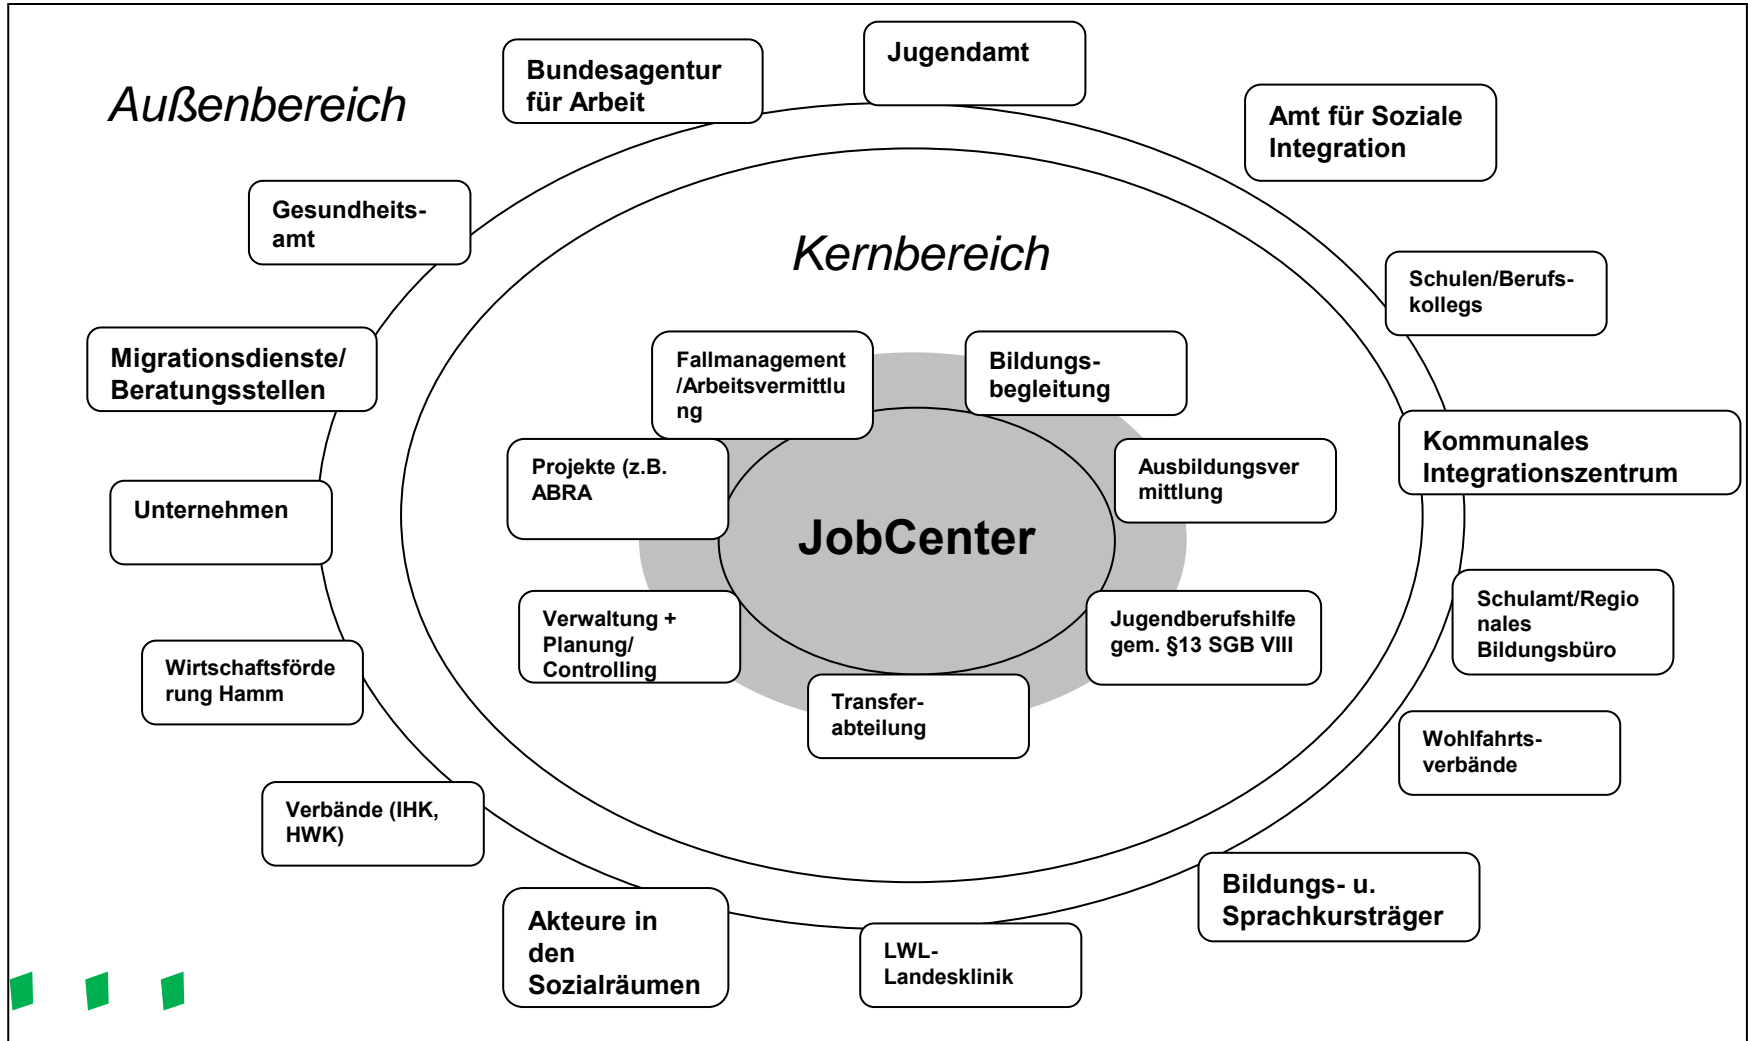 Jugendamt
Bundesagentur
für Arbeit
Außenbereich
Amt für Soziale
Integration
Gesundheits-
amt
Kernbereich
Schulen/Berufs-
kollegs
Migrationsdienste/
Beratungsstellen
Fallmanagement
/Arbeitsvermittlu
ng
Bildungs-
begleitung
Kommunales
Integrationszentrum
Projekte (z.B.
ABRA
Ausbildungsver
mittlung
Unternehmen
JobCenter
Verwaltung +
Planung/
Controlling
Jugendberufshilfe
gem. §13 SGB VIII
Schulamt/Regio
nales
Bildungsbüro
Wirtschaftsförde
rung Hamm
Transfer-
abteilung
Wohlfahrts-
verbände
Verbände (IHK,
HWK)
Bildungs- u.
Sprachkursträger
Akteure in
den
Sozialräumen
LWL-
Landesklinik